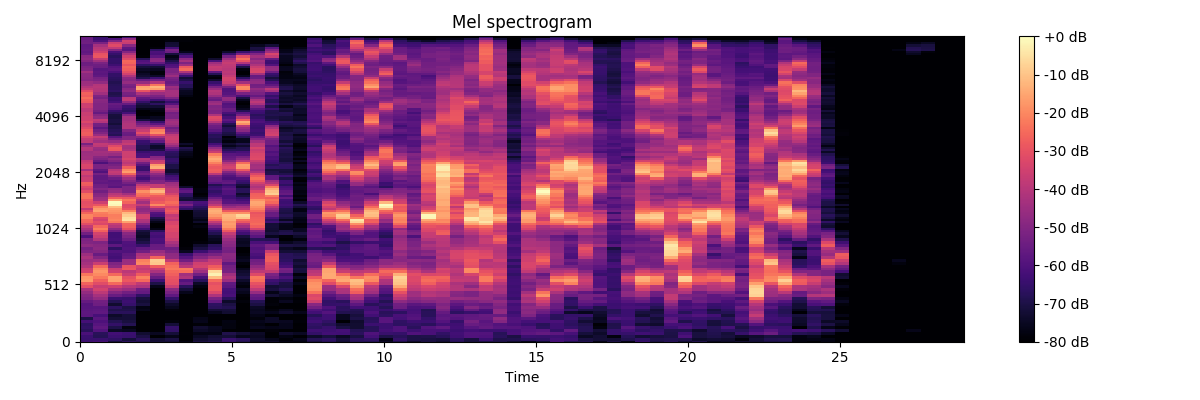 Mel spectrogram
8192
4096
2048
1024
512
0
Hz
0 5 10 15 20 25
Time
+0 dB
-10 dB
-20 dB
-30 dB
-40 dB
-50 dB
-60 dB
-70 dB
-80 dB